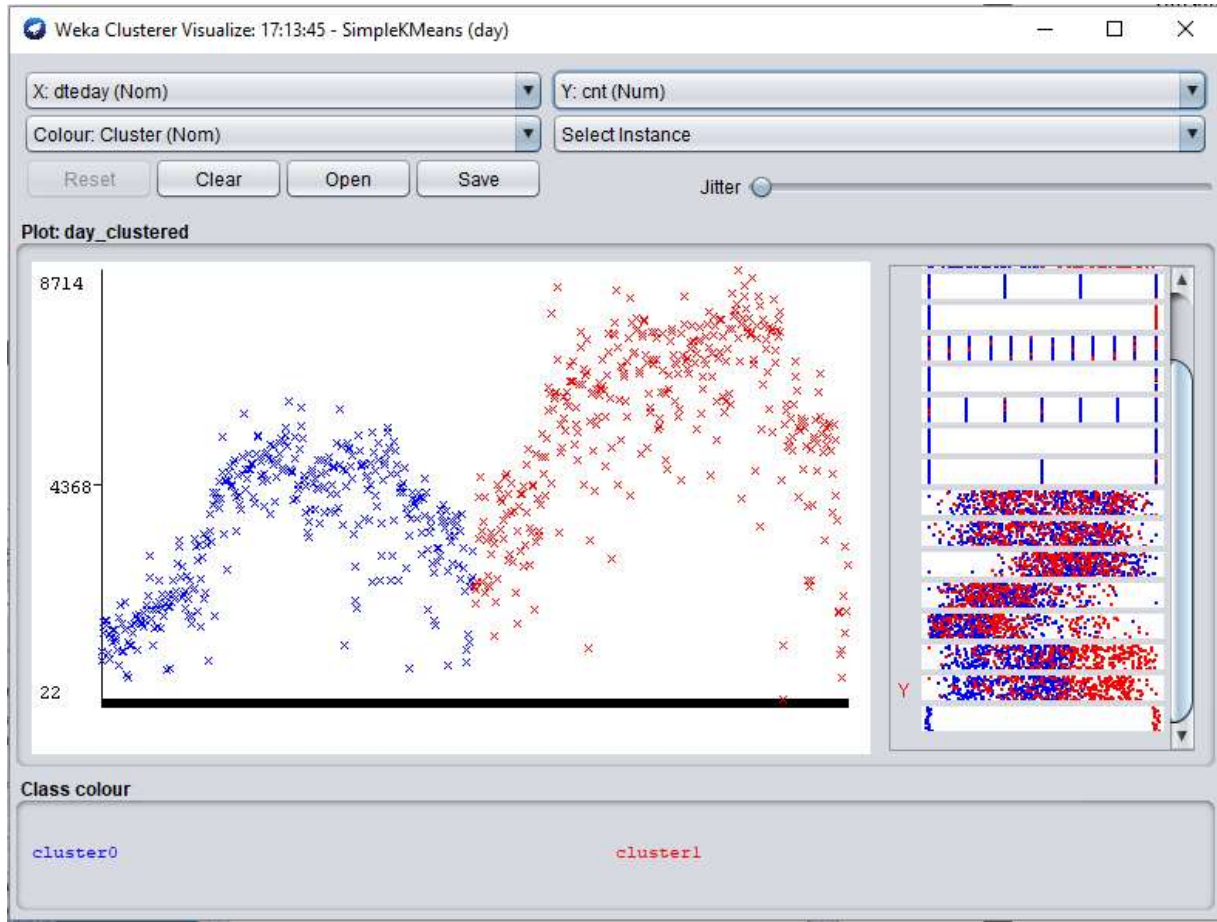 Weka Clusterer Visualize: 17:13:45 - SimpleKMeans (day)
X: dteday (Nom)
Y: cnt (Num)
Colour: Cluster (Nom)
Select Instance
Reset
Clear
Open
Save
Jitter
Plot: day_clustered
8714
4368
22
Y
Class colour
cluster0
cluster1